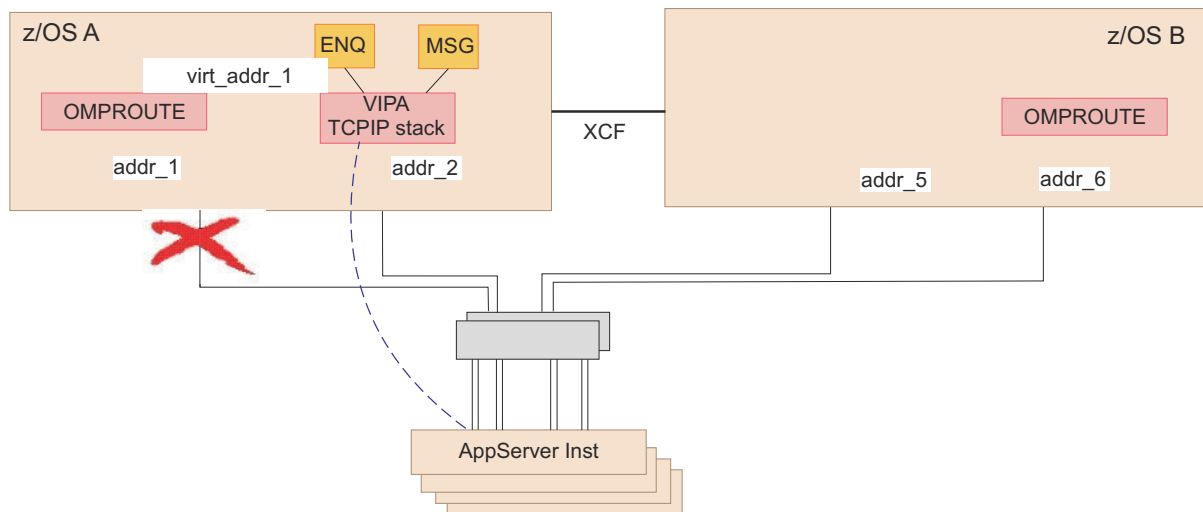 z/OS A
ENQ
MSG
z/OS B
virt_addr_1
OMPROUTE
VIPA
TCPIP stack
OMPROUTE
XCF
addr_1
addr_2
addr_5
addr_6
AppServer Inst